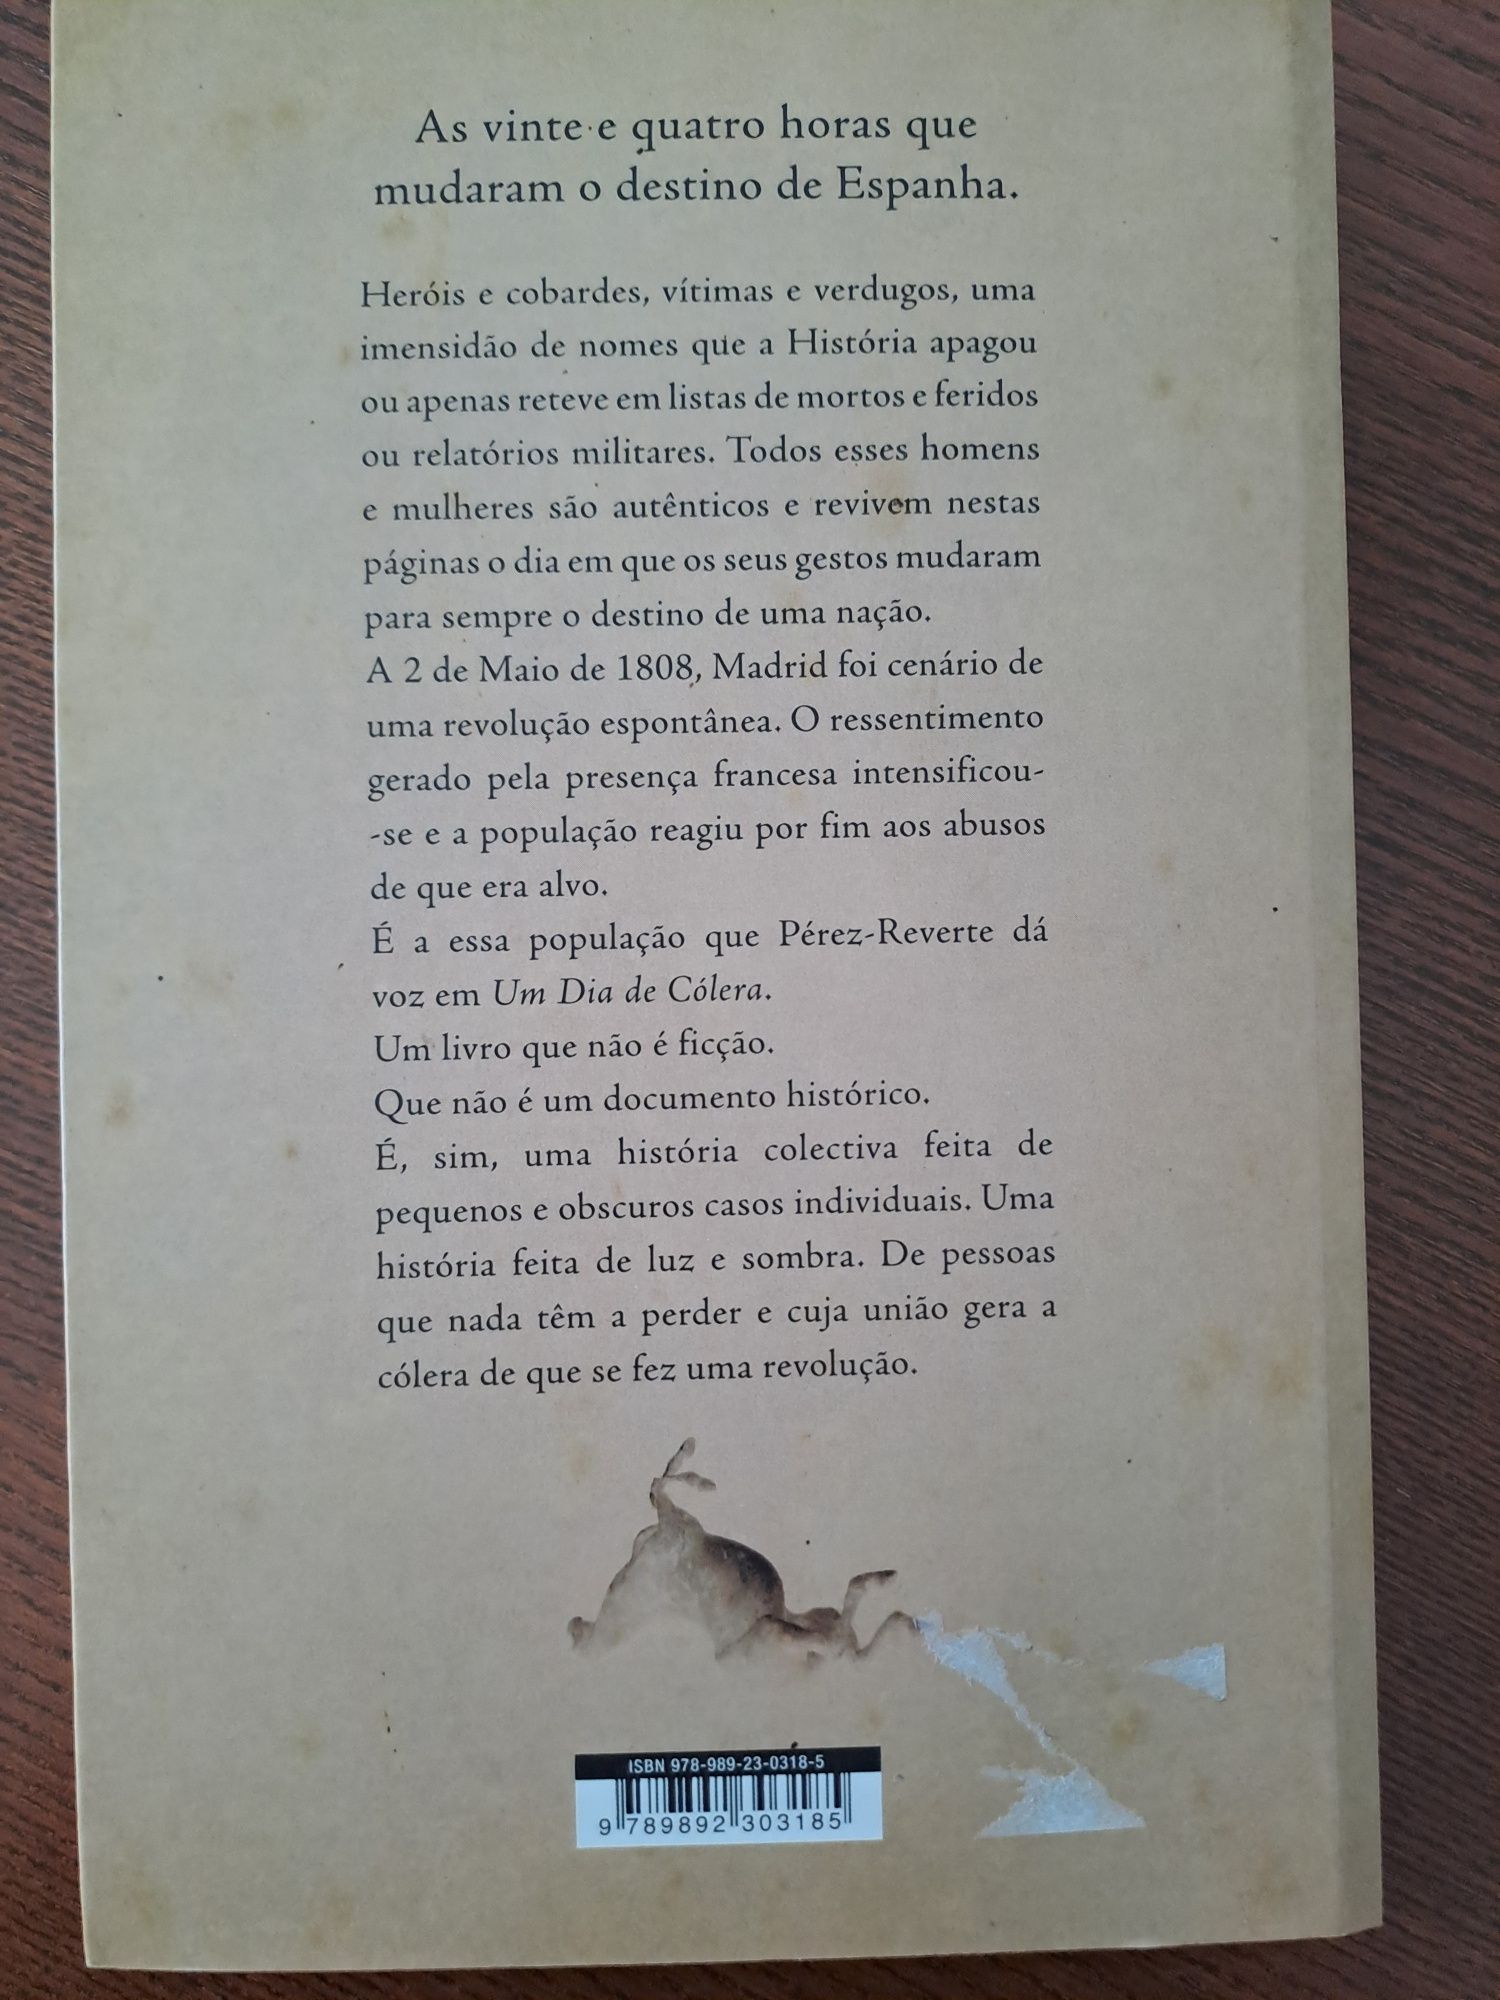 As vinte e quatro horas que
mudaram o destino de Espanha.
Heróis e cobardes, vítimas e verdugos, uma
imensidão de nomes que a História apagou
ou apenas reteve em listas de mortos e feridos
ou relatórios militares. Todos esses homens
e mulheres são autênticos e revivem nestas
páginas o dia em que os seus gestos mudaram
para sempre o destino de uma nação.
A 2 de Maio de 1808, Madrid foi cenário de
uma revolução espontânea. O ressentimento
gerado pela presença francesa intensificou-
-se e a população reagiu por fim aos abusos
de que era alvo.
É a essa população que Pérez-Reverte dá
voz em Um Dia de Cólera.
Um livro que não é ficção.
Que não é um documento histórico.
É, sim, uma história colectiva feita de
pequenos e obscuros casos individuais. Uma
história feita de luz e sombra. De pessoas
que nada têm a perder e cuja união gera a
cólera de que se fez uma revolução.
ISBN 978-989-23-0318-5
9 789892 303185